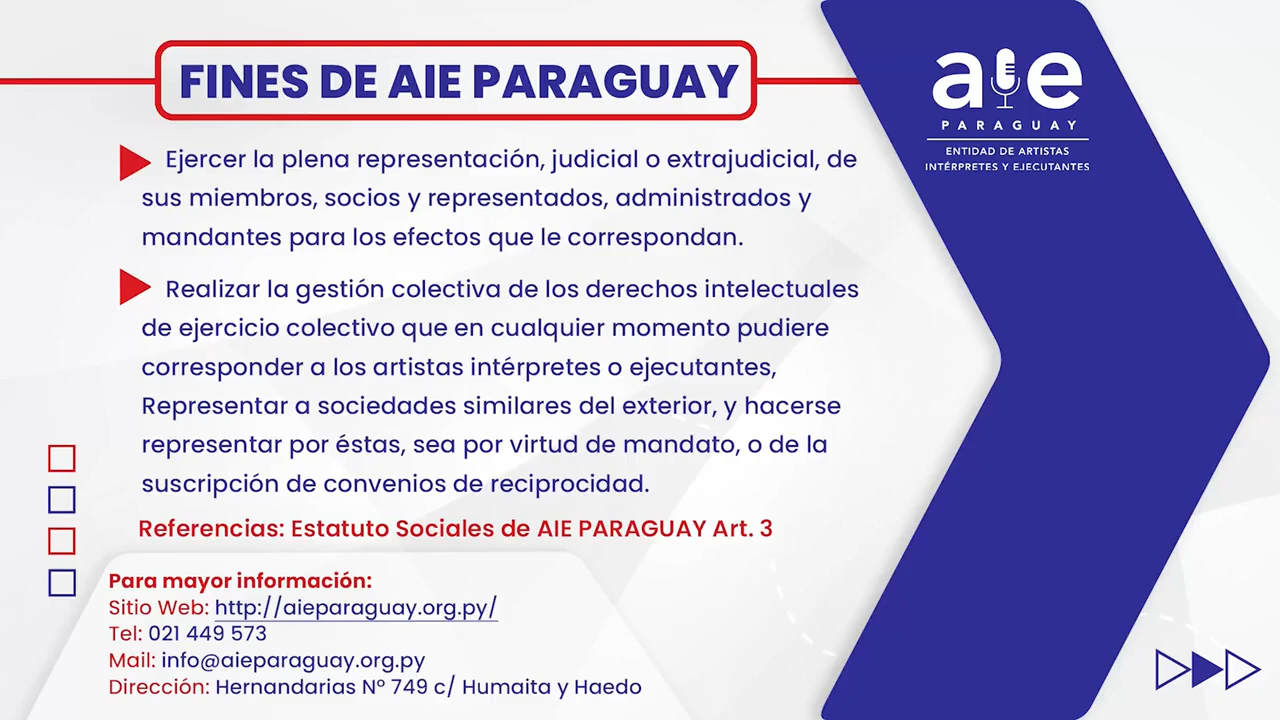 FINES DE AIE PARAGUAY
aie
PARAGUAY
ENTIDAD DE ARTISTAS
INTÉRPRETES Y EJECUTANTES
Ejercer la plena representación, judicial o extrajudicial, de
sus miembros, socios y representados, administrados y
mandantes para los efectos que le correspondan.
Realizar la gestión colectiva de los derechos intelectuales
de ejercicio colectivo que en cualquier momento pudiere
corresponder a los artistas intérpretes o ejecutantes,
Representar a sociedades similares del exterior, y hacerse
representar por éstas, sea por virtud de mandato, o de la
suscripción de convenios de reciprocidad.
Referencias: Estatuto Sociales de AIE PARAGUAY Art. 3
Para mayor información:
Sitio Web: http://aieparaguay.org.py/
Tel: 021 449 573
Mail: info@aieparaguay.org.py
Dirección: Hernandarias Nº 749 c/ Humaita y Haedo